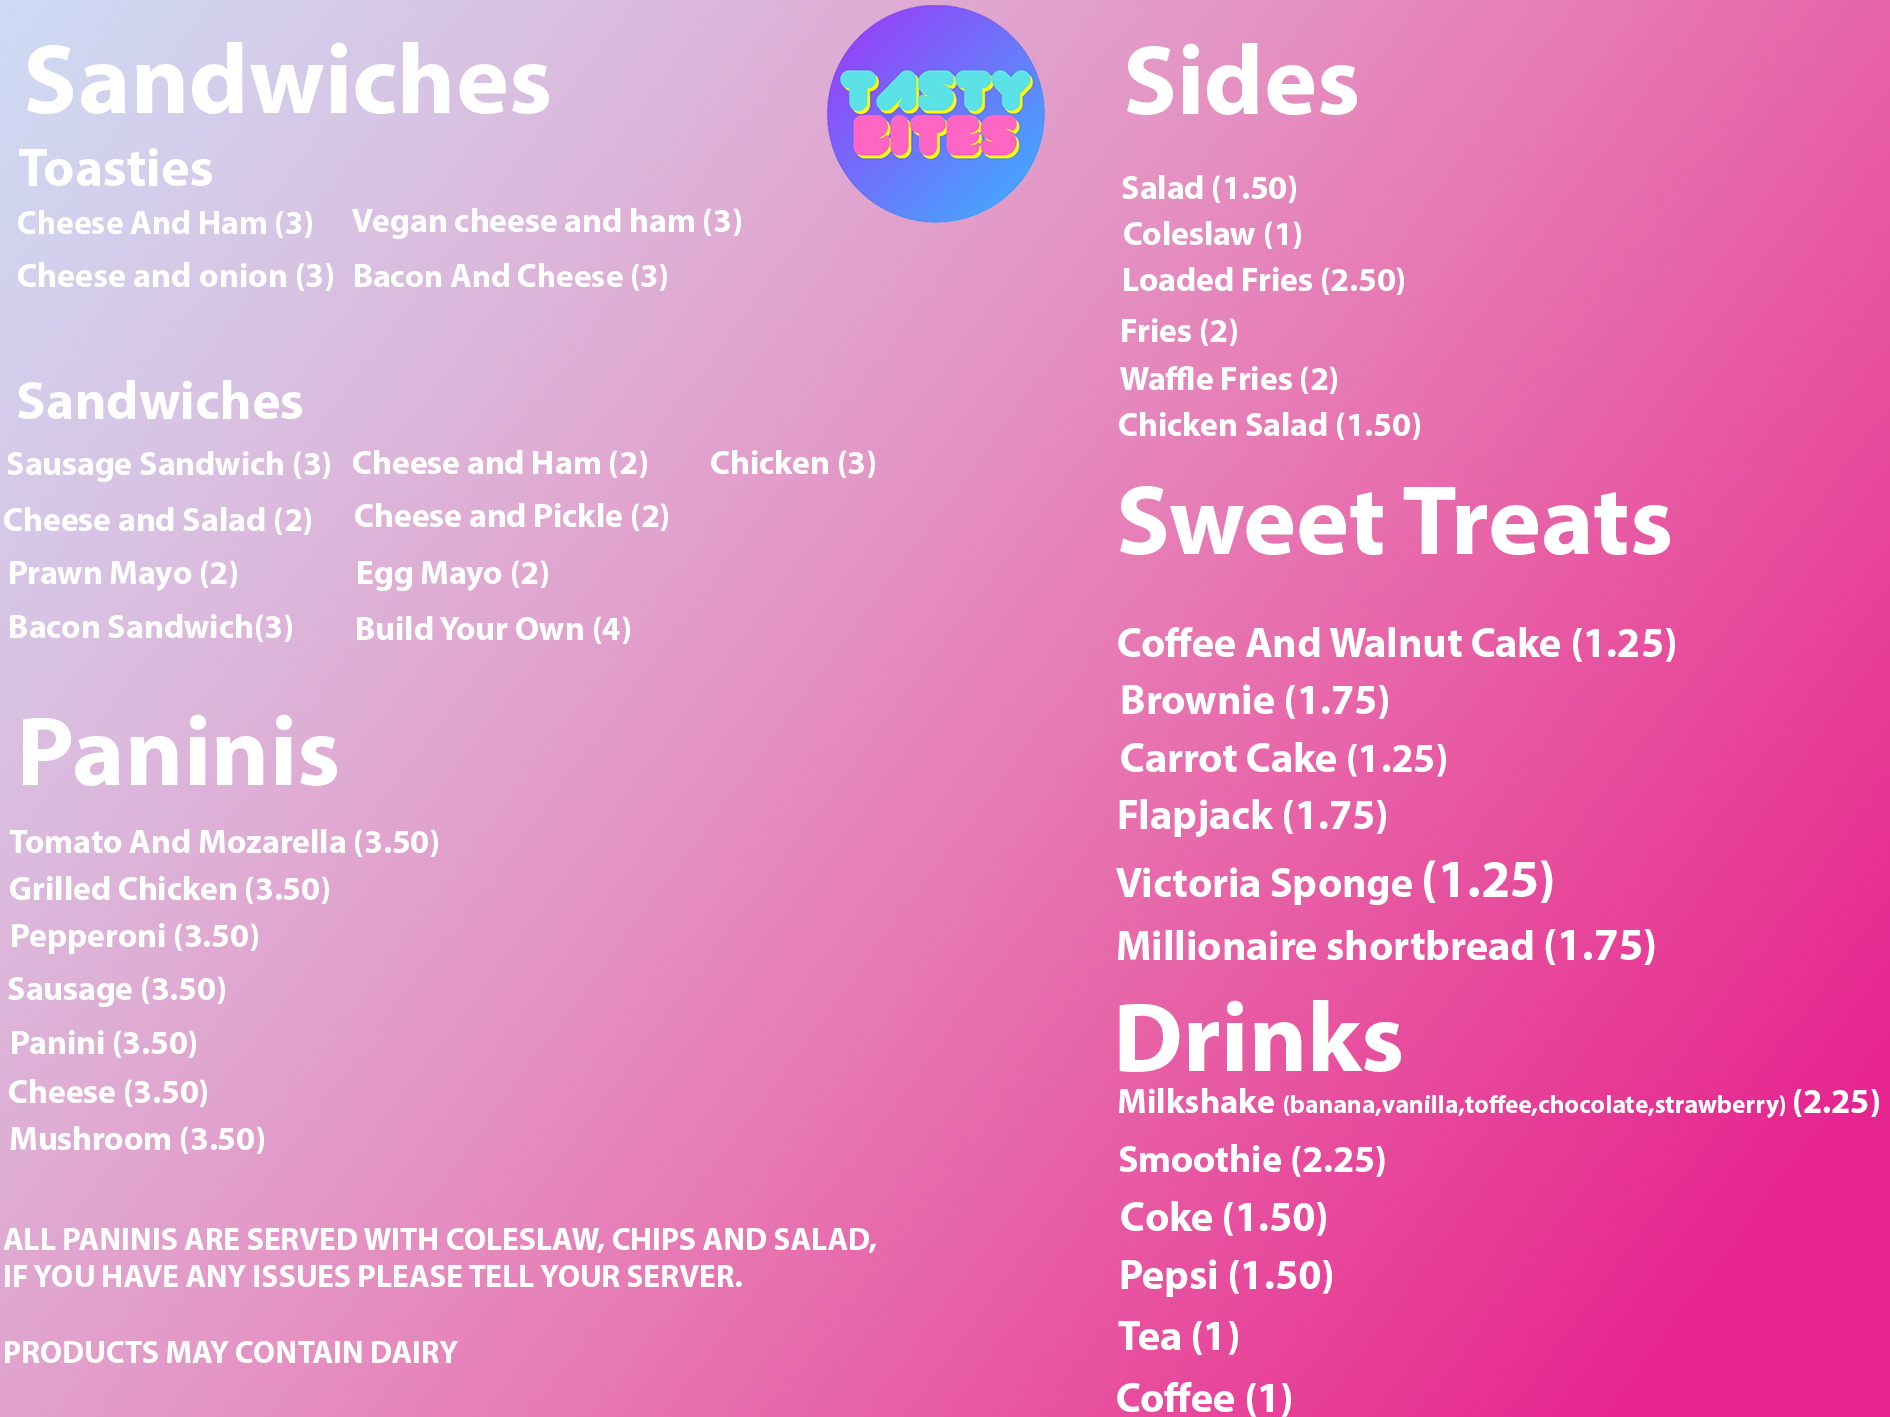 Sandwiches
Toasties
Cheese And Ham (3)
Vegan cheese and ham (3)
Cheese and onion (3)
Bacon And Cheese (3)
Sandwiches
Sausage Sandwich (3)
Cheese and Ham (2)
Chicken (3)
Cheese and Salad (2)
Cheese and Pickle (2)
Prawn Mayo (2)
Egg Mayo (2)
Bacon Sandwich(3)
Build Your Own (4)
Paninis
Tomato And Mozarella (3.50)
Grilled Chicken (3.50)
Pepperoni (3.50)
Sausage (3.50)
Panini (3.50)
Cheese (3.50)
Mushroom (3.50)
ALL PANINIS ARE SERVED WITH COLESLAW, CHIPS AND SALAD,
IF YOU HAVE ANY ISSUES PLEASE TELL YOUR SERVER.
PRODUCTS MAY CONTAIN DAIRY
TASTY
BITES
Sides
Salad (1.50)
Coleslaw (1)
Loaded Fries (2.50)
Fries (2)
Waffle Fries (2)
Chicken Salad (1.50)
Sweet Treats
Coffee And Walnut Cake (1.25)
Brownie (1.75)
Carrot Cake (1.25)
Flapjack (1.75)
Victoria Sponge (1.25)
Millionaire shortbread (1.75)
Drinks
Milkshake (banana,vanilla,toffee,chocolate,strawberry) (2.25)
Smoothie (2.25)
Coke (1.50)
Pepsi (1.50)
Tea (1)
Coffee (1)